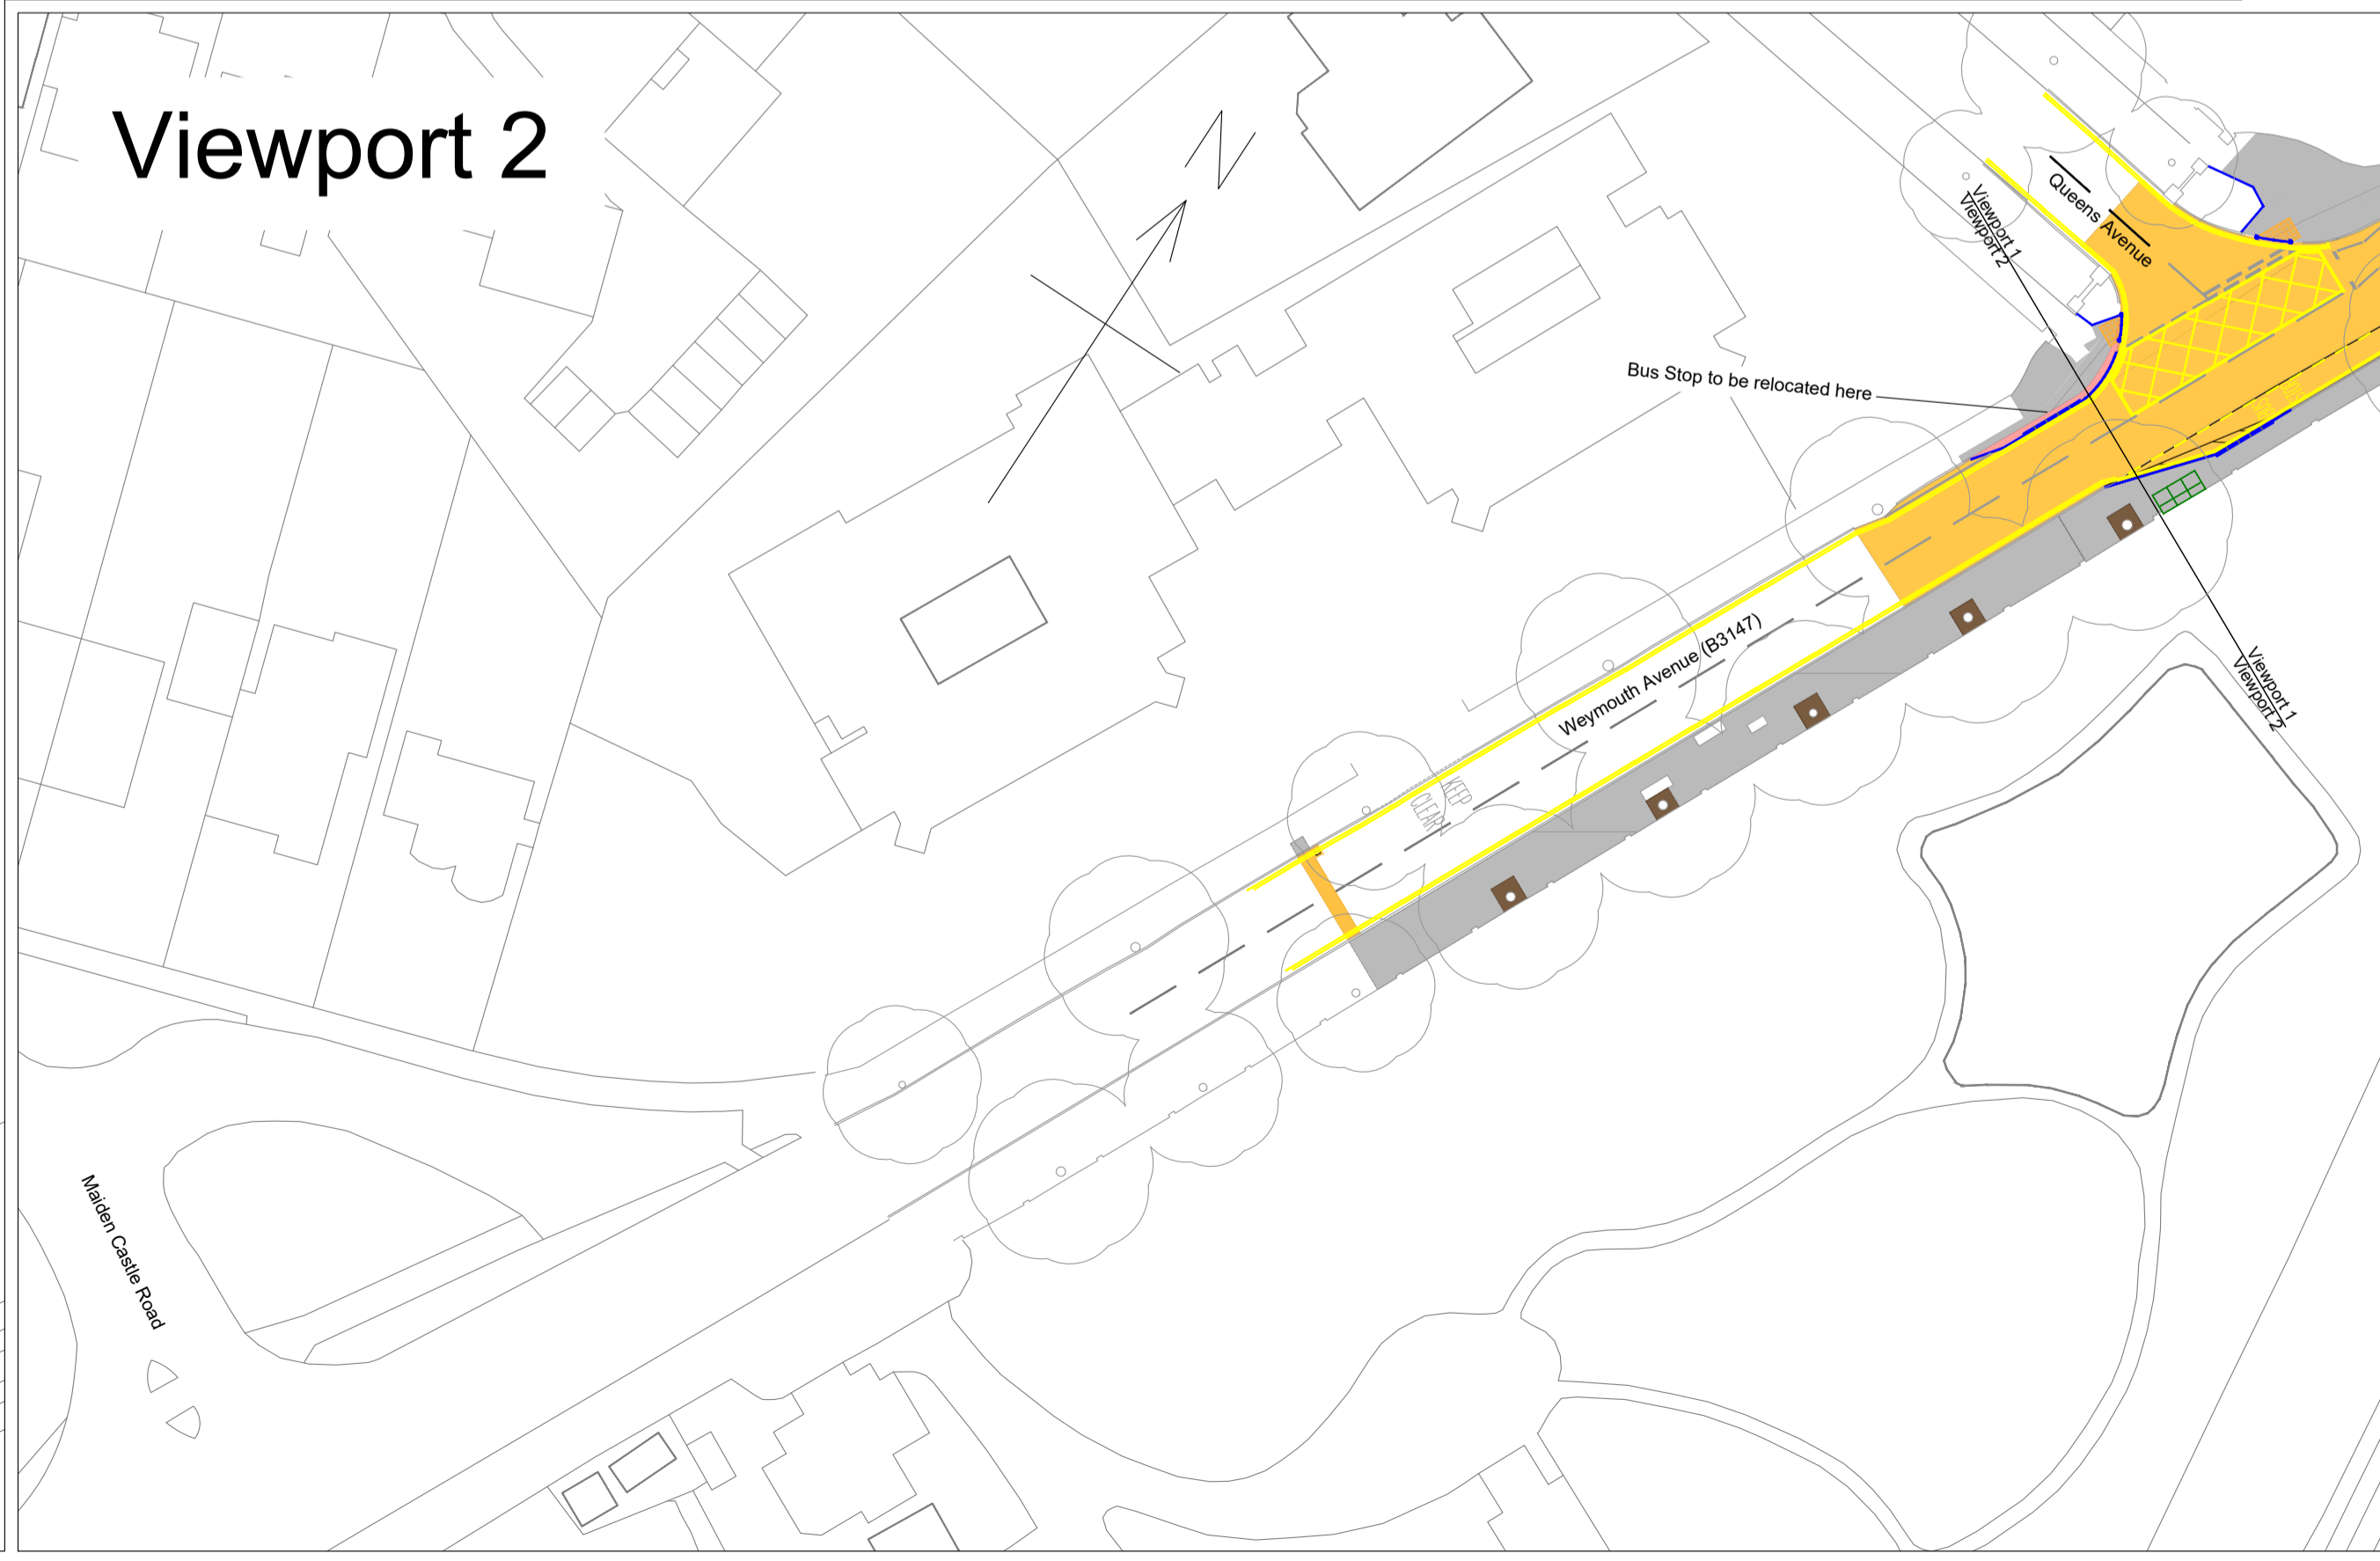 Viewport 2
N
Queens Avenue
Viewport 1
Viewport 2
Bus Stop to be relocated here
Weymouth Avenue (B3147)
Viewport 1
Viewport 2
KEEP
CLEAR
Maiden Castle Road